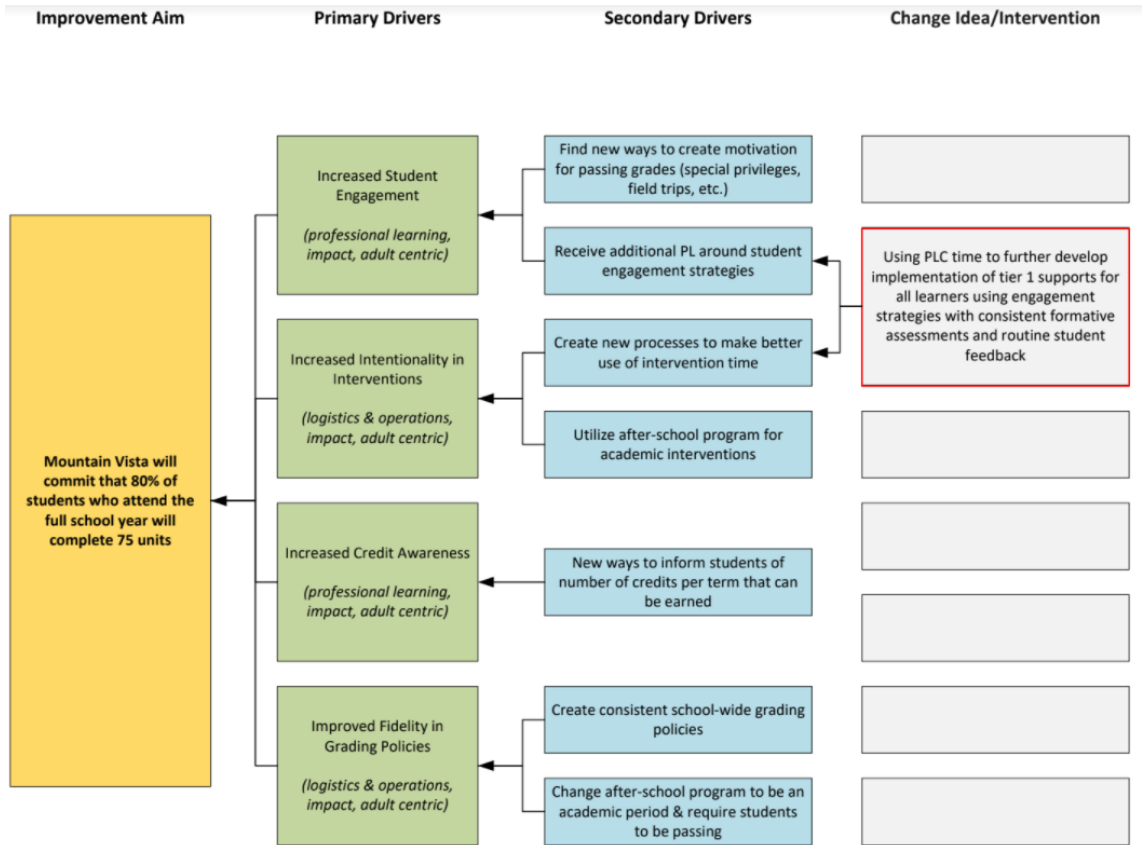 Improvement Aim
Primary Drivers
Secondary Drivers
Change Idea/Intervention
Mountain Vista will
commit that 80% of
students who attend the
full school year will
complete 75 units
Increased Student
Engagement
(professional learning,
impact, adult centric)
Increased Intentionality in
Interventions
(logistics & operations,
impact, adult centric)
Increased Credit Awareness
(professional learning,
impact, adult centric)
Improved Fidelity in
Grading Policies
(logistics & operations,
impact, adult centric)
Find new ways to create motivation
for passing grades (special privileges,
field trips, etc.)
Receive additional PL around student
engagement strategies
Create new processes to make better
use of intervention time
Utilize after-school program for
academic interventions
New ways to inform students of
number of credits per term that can
be earned
Create consistent school-wide grading
policies
Change after-school program to be an
academic period & require students
to be passing
Using PLC time to further develop
implementation of tier 1 supports for
all learners using engagement
strategies with consistent formative
assessments and routine student
feedback